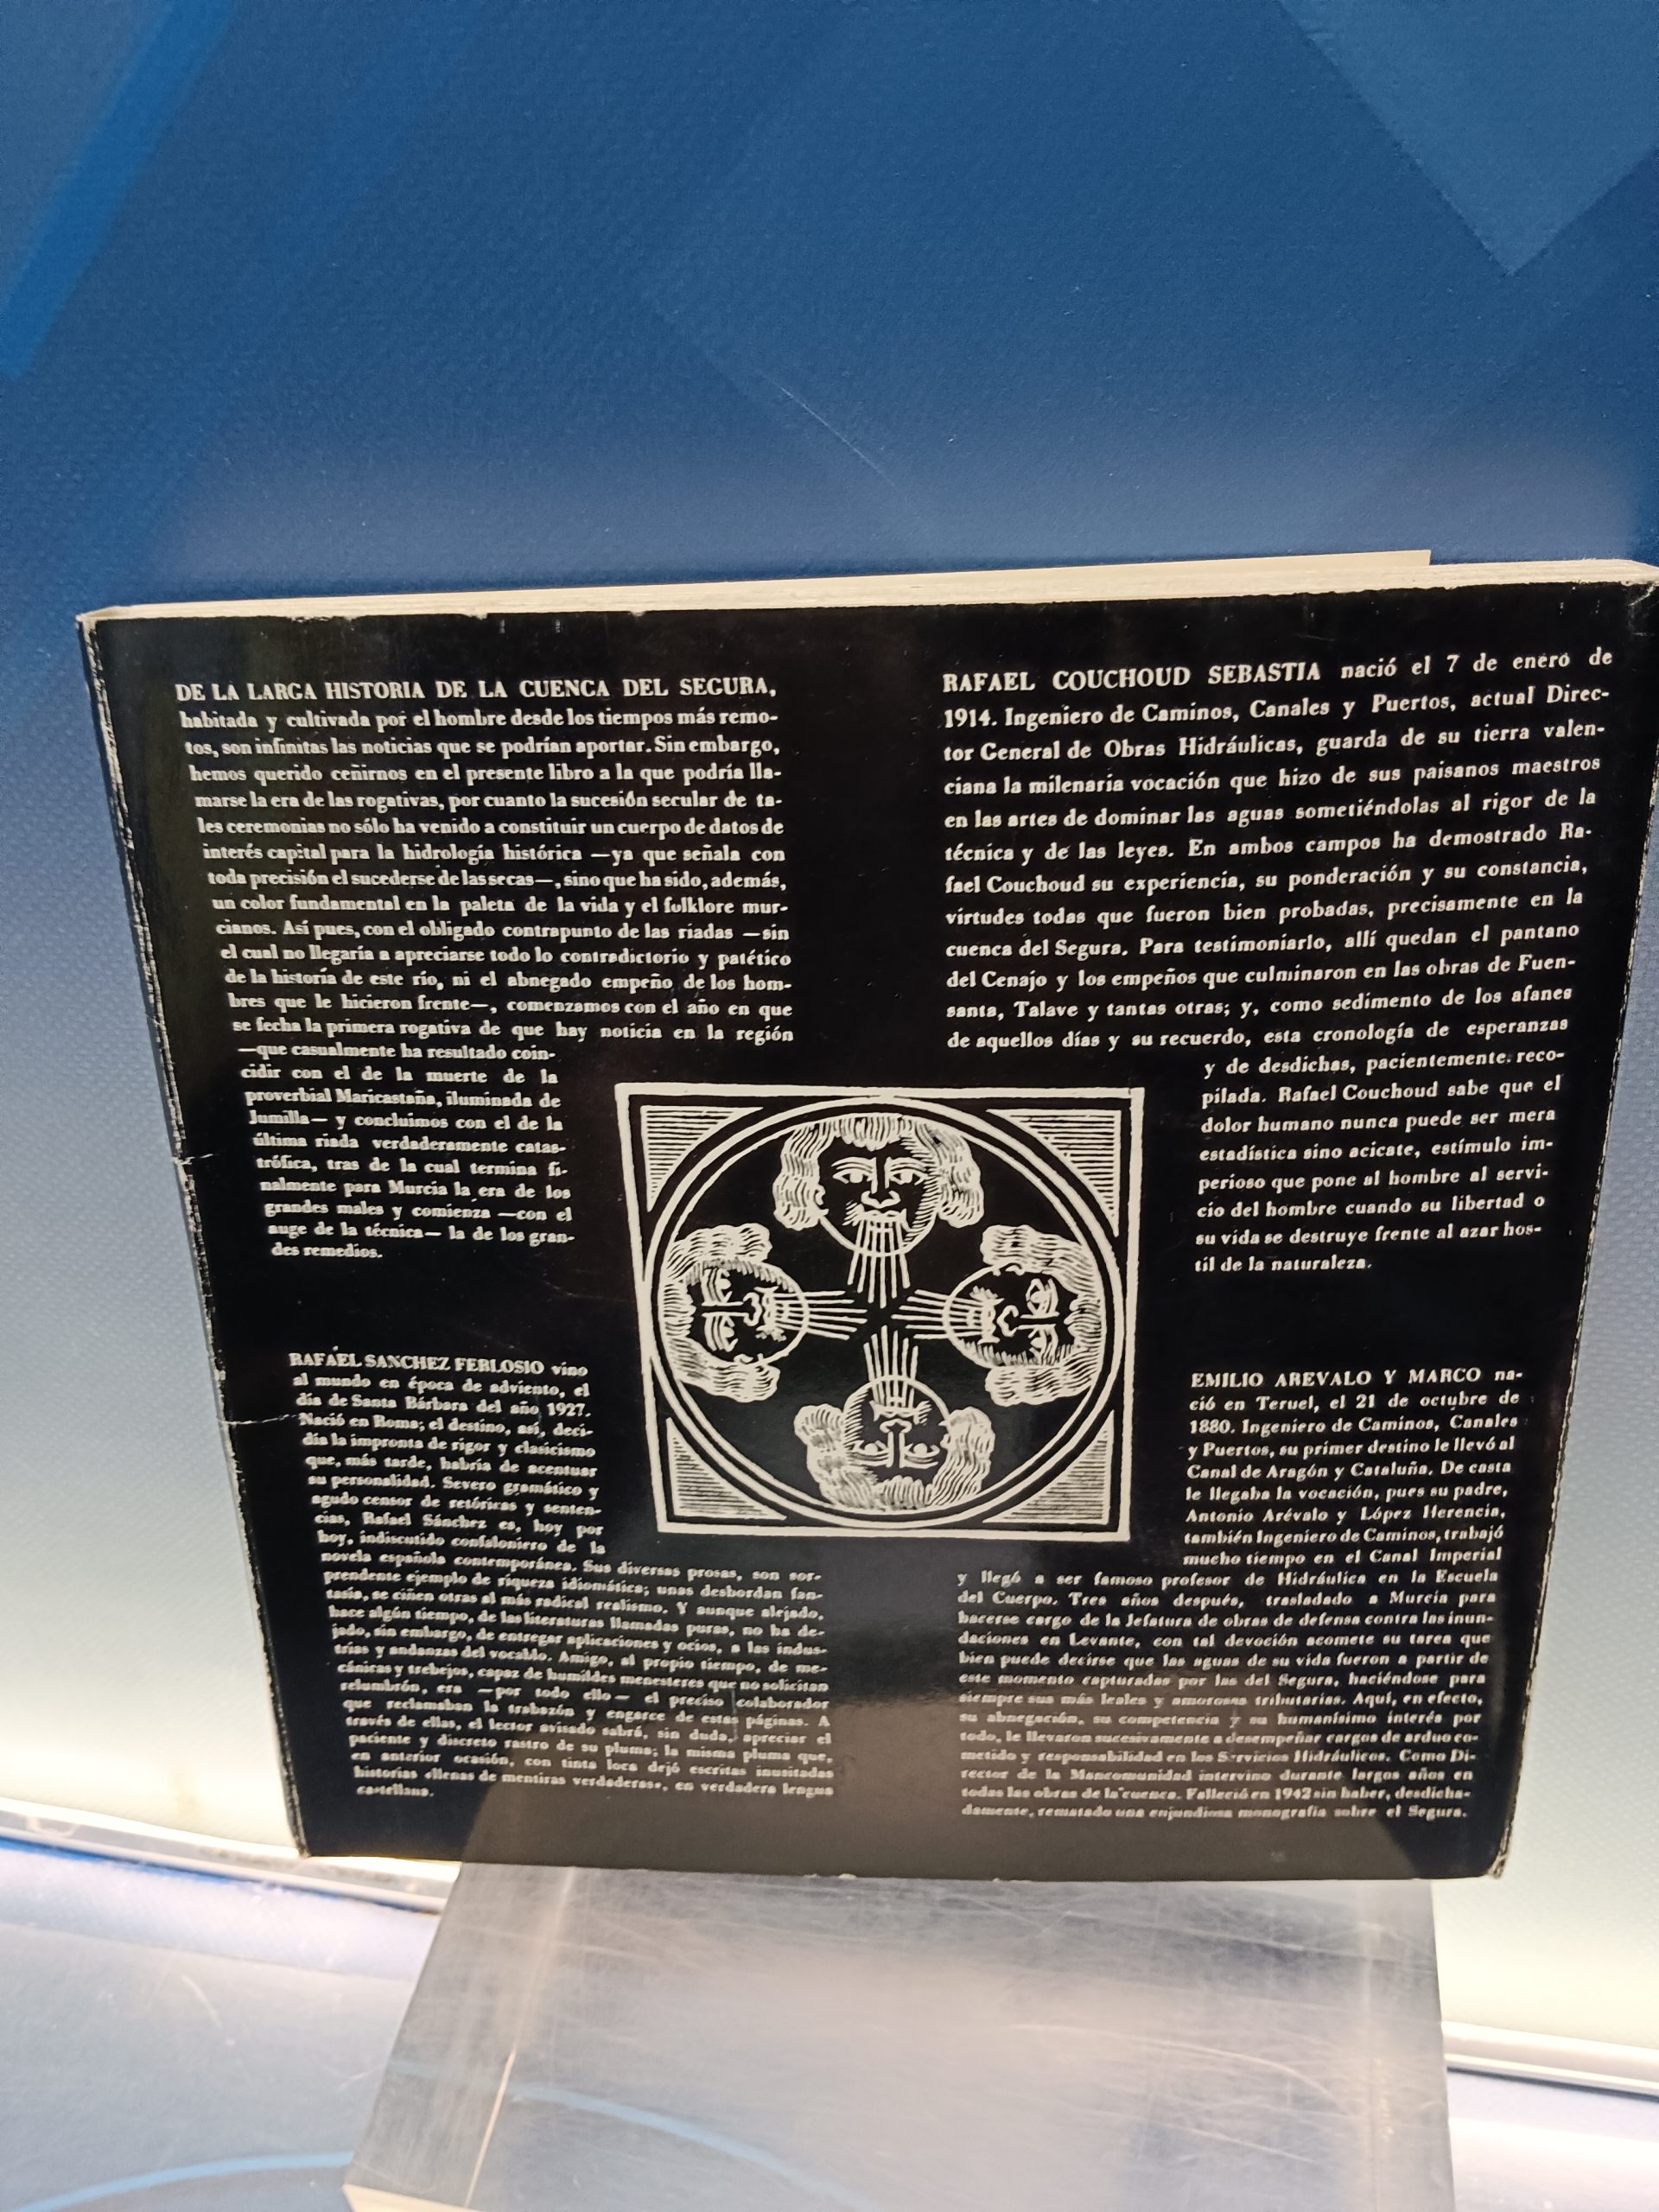 DE LA LARGA HISTORIA DE LA CUENCA DEL SEGURA,
habitada y cultivada por el hombre desde los tiempos más remo-
tos, son infinitas las noticias que se podrían aportar. Sin embargo,
hemos querido ceñirnos en el presente libro a la que podría lla-
marse la era de las rogativas, por cuanto la sucesión secular de ta-
les ceremonias no sólo ha venido a constituir un cuerpo de datos de
interés capital para la hidrología histórica —ya que señala con
toda precisión el sucederse de las secas—, sino que ha sido, además,
un color fundamental en la paleta de la vida y el folklore mur-
cianos. Así pues, con el obligado contrapunto de las riadas —sin
el cual no llegaría a apreciarse todo lo contradictorio y patético
de la historia de este río, ni el abnegado empeño de los hom-
bres que le hicieron frente—, comenzamos con el año en que
se fecha la primera rogativa de que hay noticia en la región
—que casualmente ha resultado coin-
cidir con el de la muerte de la
proverbial Maricastaña, iluminada de
Jumilla— y concluimos con el de la
última riada verdaderamente catas-
trófica, tras de la cual termina fi-
nalmente para Murcia la era de los
grandes males y comienza —con el
auge de la técnica— la de los gran-
des remedios.
RAFAEL SANCHEZ FERLOSIO vino
al mundo en época de adviento, el
día de Santa Bárbara del año 1927.
Nació en Roma; el destino, así, deci-
día la impronta de rigor y clasicismo
que, más tarde, habría de acentuar
su personalidad. Severo gramático y
agudo censor de retóricas y senten-
cias, Rafael Sánchez es, hoy por
hoy, indiscutido confaloniero de la
novela española contemporánea. Sus diversas prosas, son sor-
prendente ejemplo de riqueza idiomática; unas desbordan fan-
tasía, se ciñen otras al más radical realismo. Y aunque alejado,
hace algún tiempo, de las literaturas llamadas puras, no ha de-
jado, sin embargo, de entregar aplicaciones y ocios, a las indus-
trias y andanzas del vocablo. Amigo, al propio tiempo, de me-
cánicas y trebejos, capaz de humildes menesteres que no solicitan
relumbrón, era —por todo ello— el preciso colaborador
que reclamaban la trabazón y engarce de estas páginas. A
través de ellas, el lector avisado sabrá, sin duda, apreciar el
paciente y discreto rastro de su pluma; la misma pluma que,
en anterior ocasión, con tinta loca dejó escritas inusitadas
historias «llenas de mentiras verdaderas», en verdadera lengua
castellana.
RAFAEL COUCHOUD SEBASTIA nació el 7 de enero de
1914. Ingeniero de Caminos, Canales y Puertos, actual Direc-
tor General de Obras Hidráulicas, guarda de su tierra valen-
ciana la milenaria vocación que hizo de sus paisanos maestros
en las artes de dominar las aguas sometiéndolas al rigor de la
técnica y de las leyes. En ambos campos ha demostrado Ra-
fael Couchoud su experiencia, su ponderación y su constancia,
virtudes todas que fueron bien probadas, precisamente en la
cuenca del Segura. Para testimoniarlo, allí quedan el pantano
del Cenajo y los empeños que culminaron en las obras de Fuen-
santa, Talave y tantas otras; y, como sedimento de los afanes
de aquellos días y su recuerdo, esta cronología de esperanzas
y de desdichas, pacientemente reco-
pilada. Rafael Couchoud sabe que el
dolor humano nunca puede ser mera
estadística sino acicate, estímulo im-
perioso que pone al hombre al servi-
cio del hombre cuando su libertad o
su vida se destruye frente al azar hos-
til de la naturaleza.
EMILIO AREVALO Y MARCO na-
ció en Teruel, el 21 de octubre de
1880. Ingeniero de Caminos, Canales
y Puertos, su primer destino le llevó al
Canal de Aragón y Cataluña. De casta
le llegaba la vocación, pues su padre,
Antonio Arévalo y López Herencia,
también Ingeniero de Caminos, trabajó
mucho tiempo en el Canal Imperial
y llegó a ser famoso profesor de Hidráulica en la Escuela
del Cuerpo. Tres años después, trasladado a Murcia para
hacerse cargo de la Jefatura de obras de defensa contra las inun-
daciones en Levante, con tal devoción acomete su tarea que
bien puede decirse que las aguas de su vida fueron a partir de
este momento capturadas por las del Segura, haciéndose para
siempre sus más leales y amorosas tributarias. Aquí, en efecto,
su abnegación, su competencia y su humanísimo interés por
todo, le llevaron sucesivamente a desempeñar cargos de arduo co-
metido y responsabilidad en los Servicios Hidráulicos. Como Di-
rector de la Mancomunidad intervino durante largos años en
todas las obras de la cuenca. Falleció en 1942 sin haber, desdicha-
damente, rematado una enjundiosa monografía sobre el Segura.